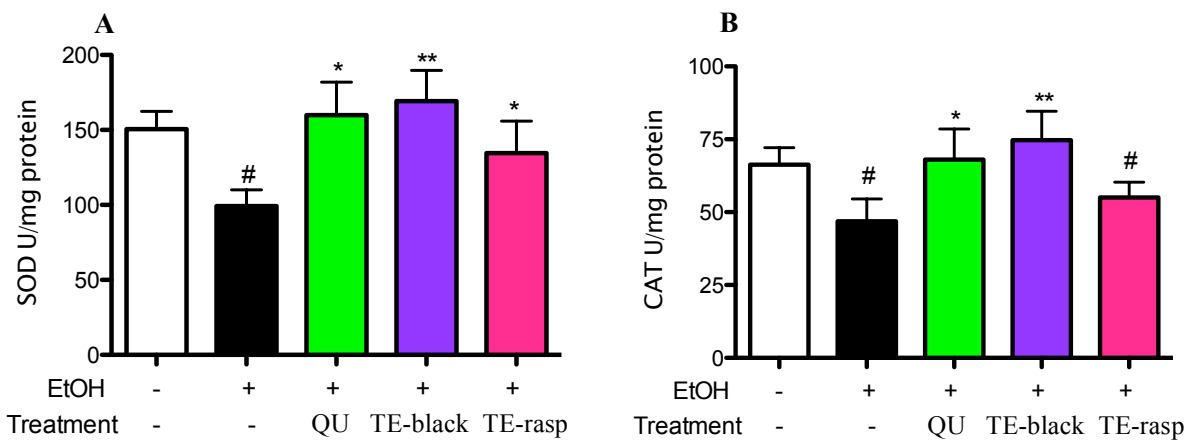 A
SOD U/mg protein
200
150
100
50
0
#
*
**
*
EtOH - + + + +
Treatment - - QU TE-black TE-rasp
B
CAT U/mg protein
100
75
50
25
0
#
*
**
#
EtOH - + + + +
Treatment - - QU TE-black TE-rasp